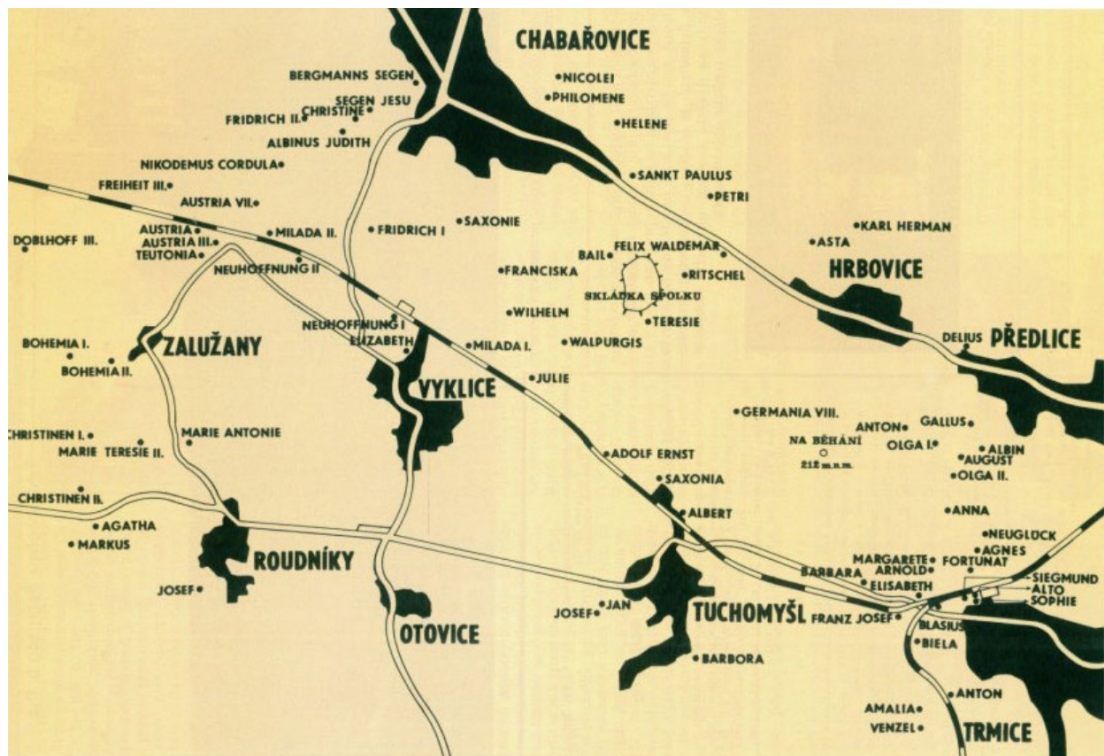 CHABAŘOVICE
BERGMANNS SEGEN
NICOLEI
SEGEN JESU
PHILOMENE
CHRISTINE
FRIDRICH II.
HELENE
ALBINUS JUDITH
NIKODEMUS CORDULA
SANKT PAULUS
FREIHEIT III.
PETRI
AUSTRIA VII.
SAXONIE
KARL HERMAN
AUSTRIA
MILADA II.
FRIDRICH I
DOBLHOFF III.
AUSTRIA III.
FELIX WALDEMAR
ASTA
TEUTONIA
BAIL
NEUHOFFNUNG II
FRANCISKA
RITSCHEL
HRBOVICE
SKLÁDKA SPOLKU
WILHELM
NEUHOFFNUNG I
TERESIE
ZALUŽANY
ELIZABETH
MILADA I.
WALPURGIS
DELIUS
PŘEDLICE
BOHEMIA I.
BOHEMIA II.
VYKLICE
JULIE
GERMANIA VIII.
ANTON
GALLUS
CHRISTINEN I.
MARIE ANTONIE
NA BĚHÁNÍ
OLGA I.
MARIE TERESIE II.
ALBIN
ADOLF ERNST
AUGUST
SAXONIA
OLGA II.
CHRISTINEN II.
ALBERT
ANNA
AGATHA
NEUGLÜCK
MARKUS
AGNES
ROUDNÍKY
MARGARETE
FORTUNAT
ARNOLD
BARBARA
SIEGMUND
JOSEF
ELISABETH
ALTO
SOPHIE
JAN
JOSEF
TUCHOMYŠL
FRANZ JOSEF
BLASIUS
OTOVICE
BIELA
BARBORA
ANTON
AMALIA
VENZEL
TRMICE